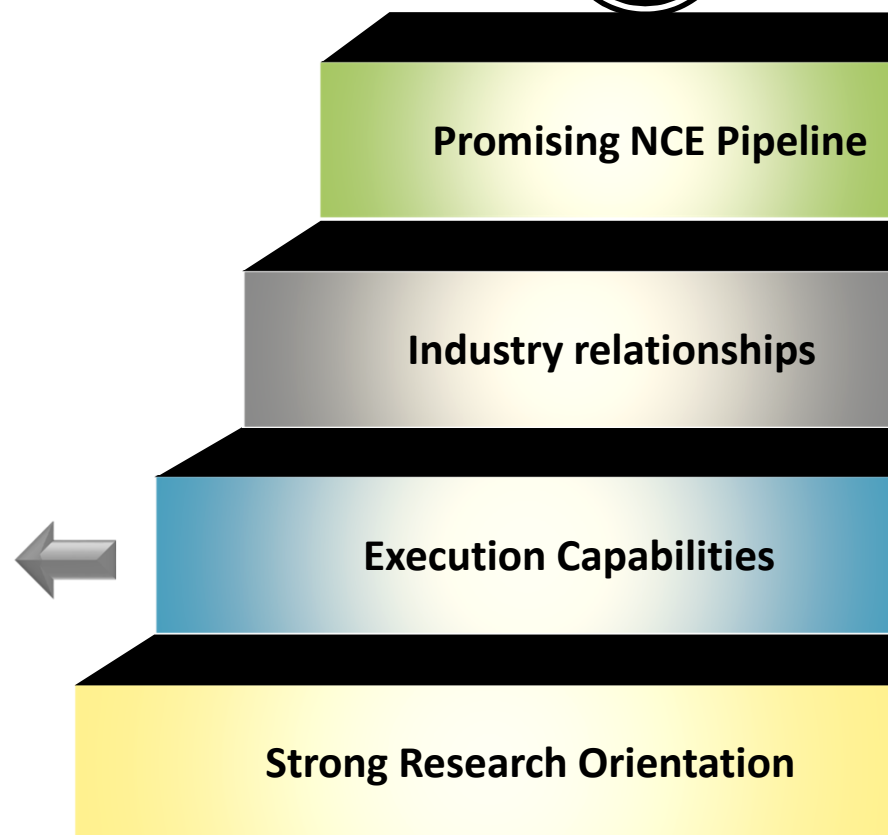 Promising NCE Pipeline
Industry relationships
Execution Capabilities
Strong Research Orientation